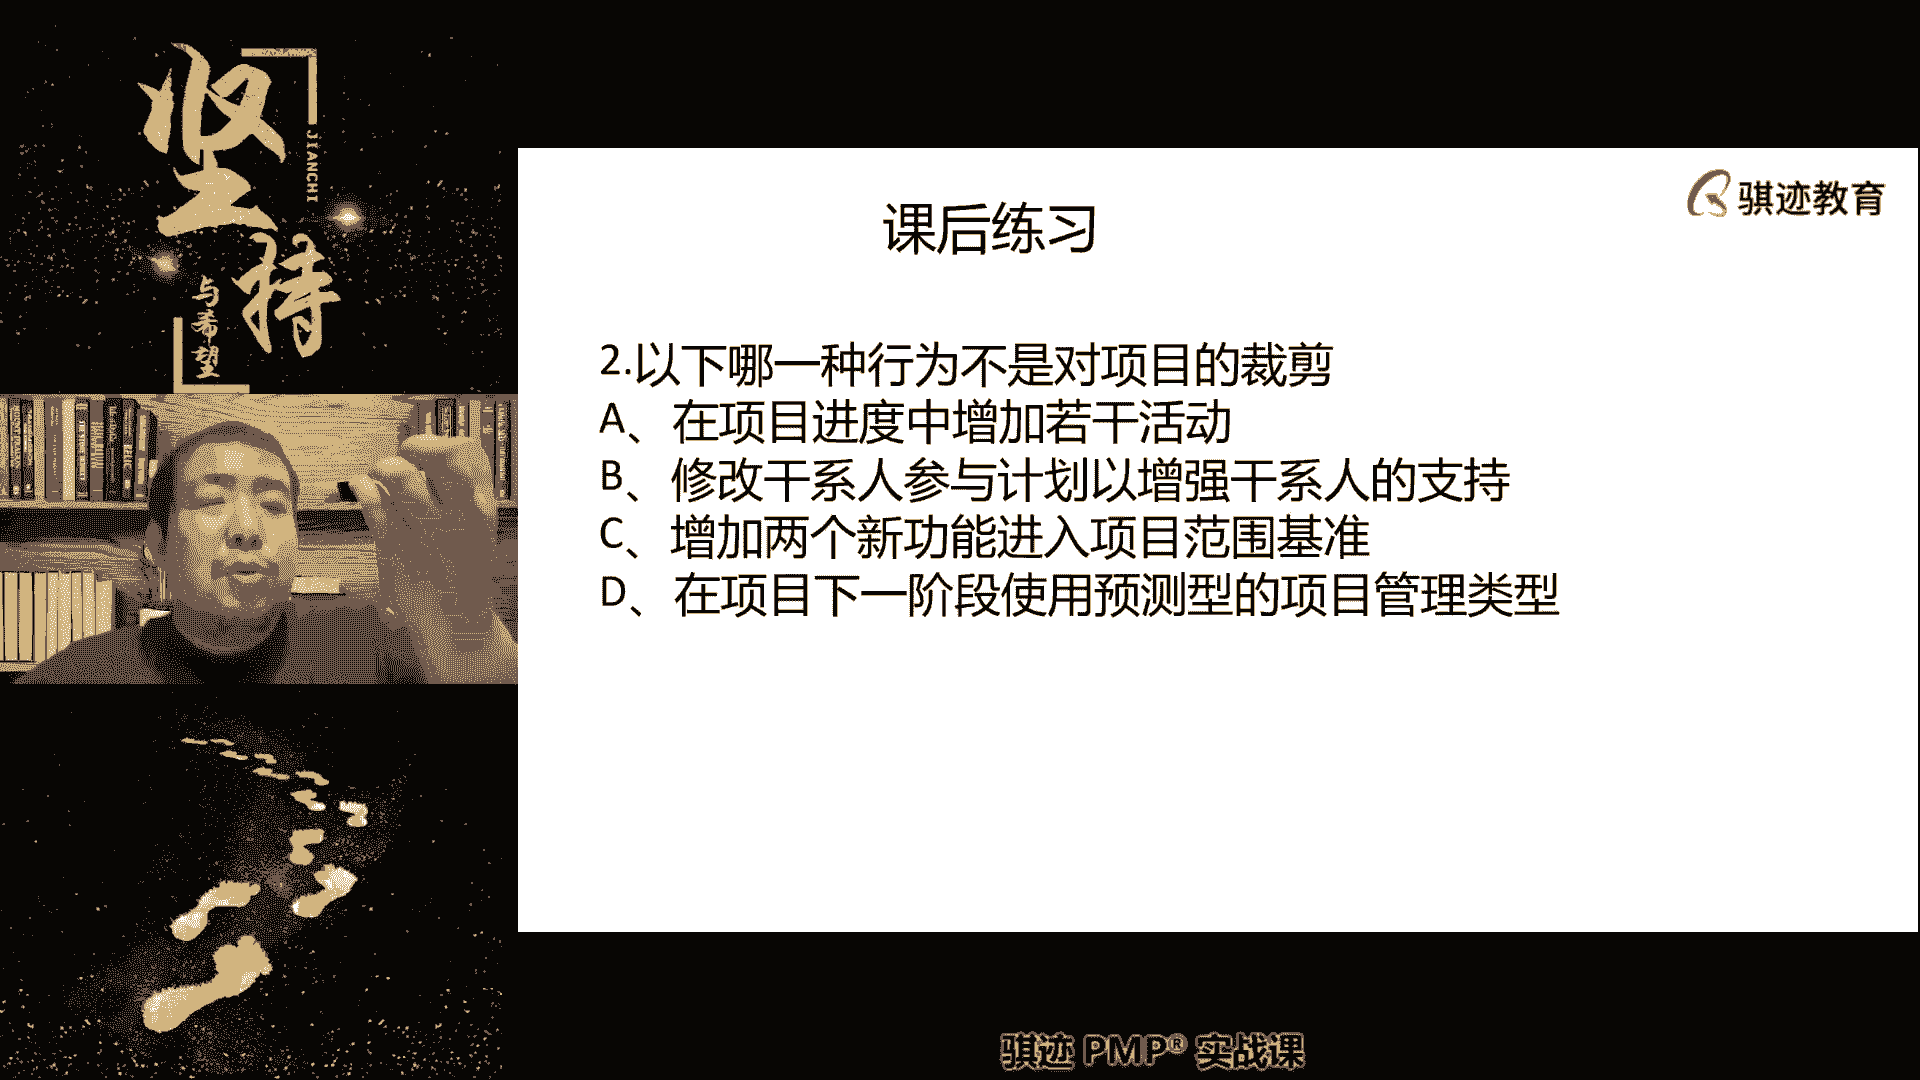 坚持
JIANCHI
与希望
骐迹教育
课后练习
2.以下哪一种行为不是对项目的裁剪
A、在项目进度中增加若干活动
B、修改干系人参与计划以增强干系人的支持
C、增加两个新功能进入项目范围基准
D、在项目下一阶段使用预测型的项目管理类型
骐迹 PMP® 实战课